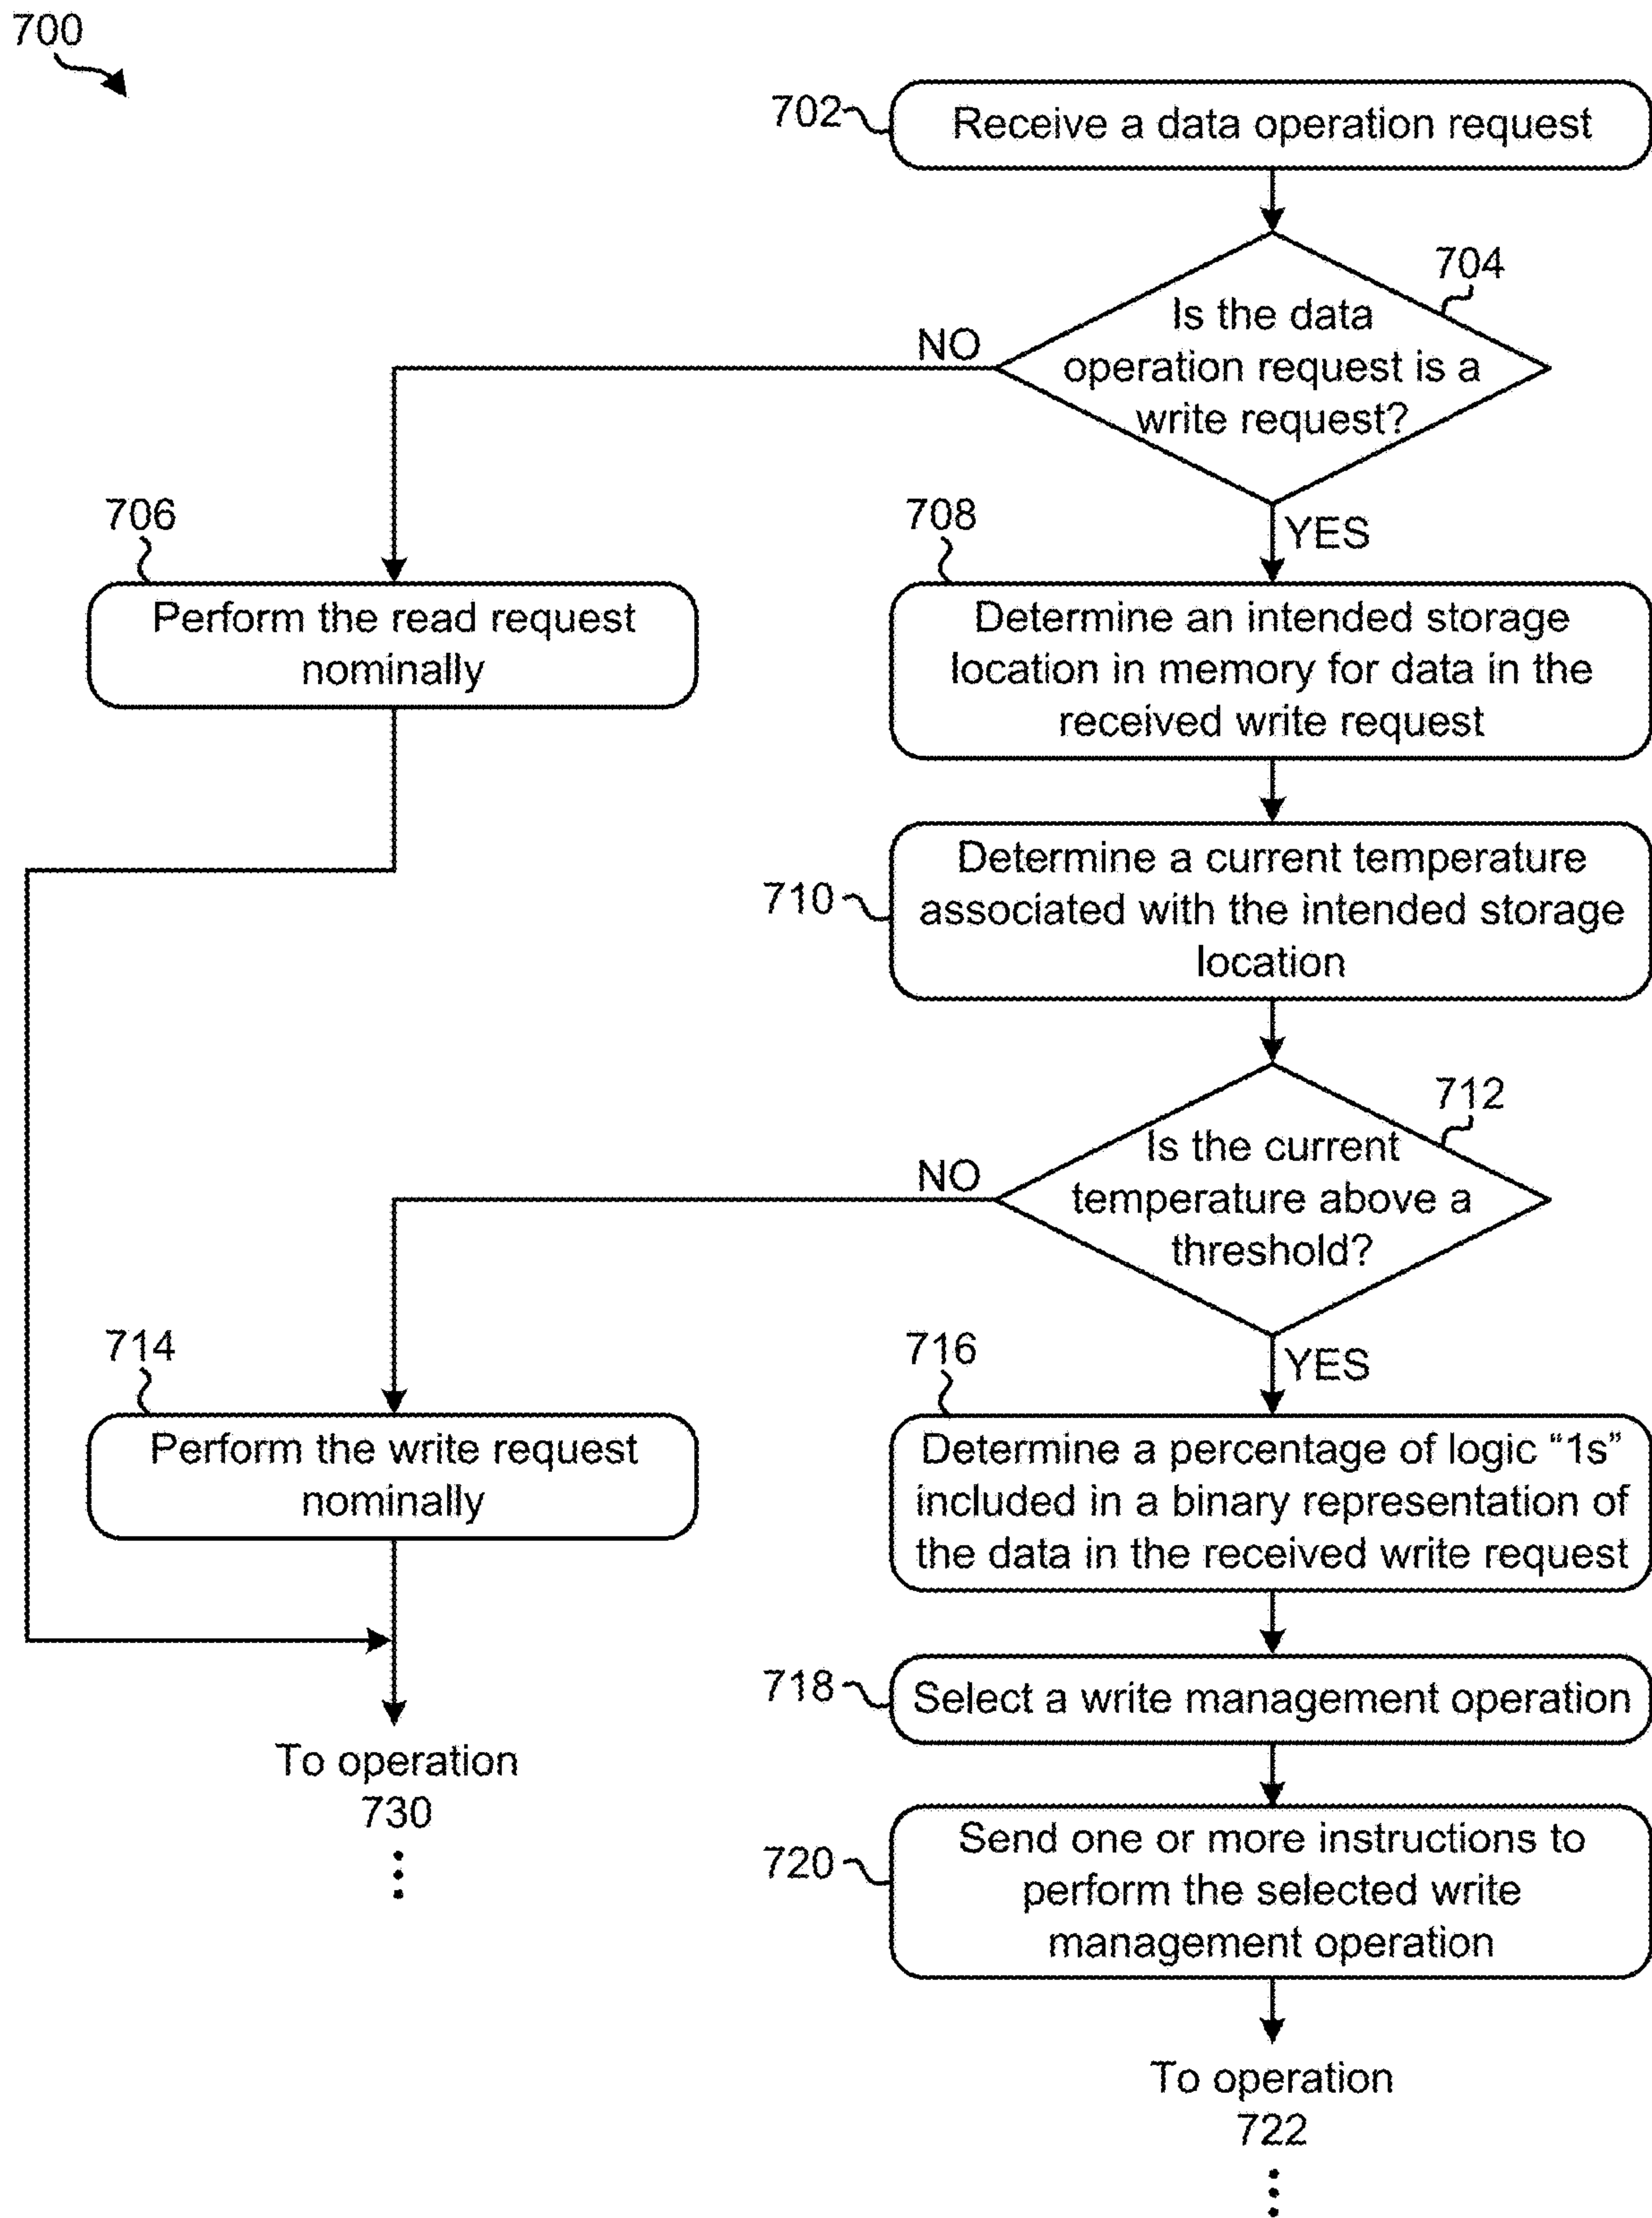 700
702
Receive a data operation request
704
Is the data
operation request is a
write request?
NO
YES
706
Perform the read request
nominally
708
Determine an intended storage
location in memory for data in the
received write request
710
Determine a current temperature
associated with the intended storage
location
712
Is the current
temperature above a
threshold?
NO
YES
714
Perform the write request
nominally
716
Determine a percentage of logic “1s”
included in a binary representation of
the data in the received write request
718
Select a write management operation
To operation
730
720
Send one or more instructions to
perform the selected write
management operation
To operation
722